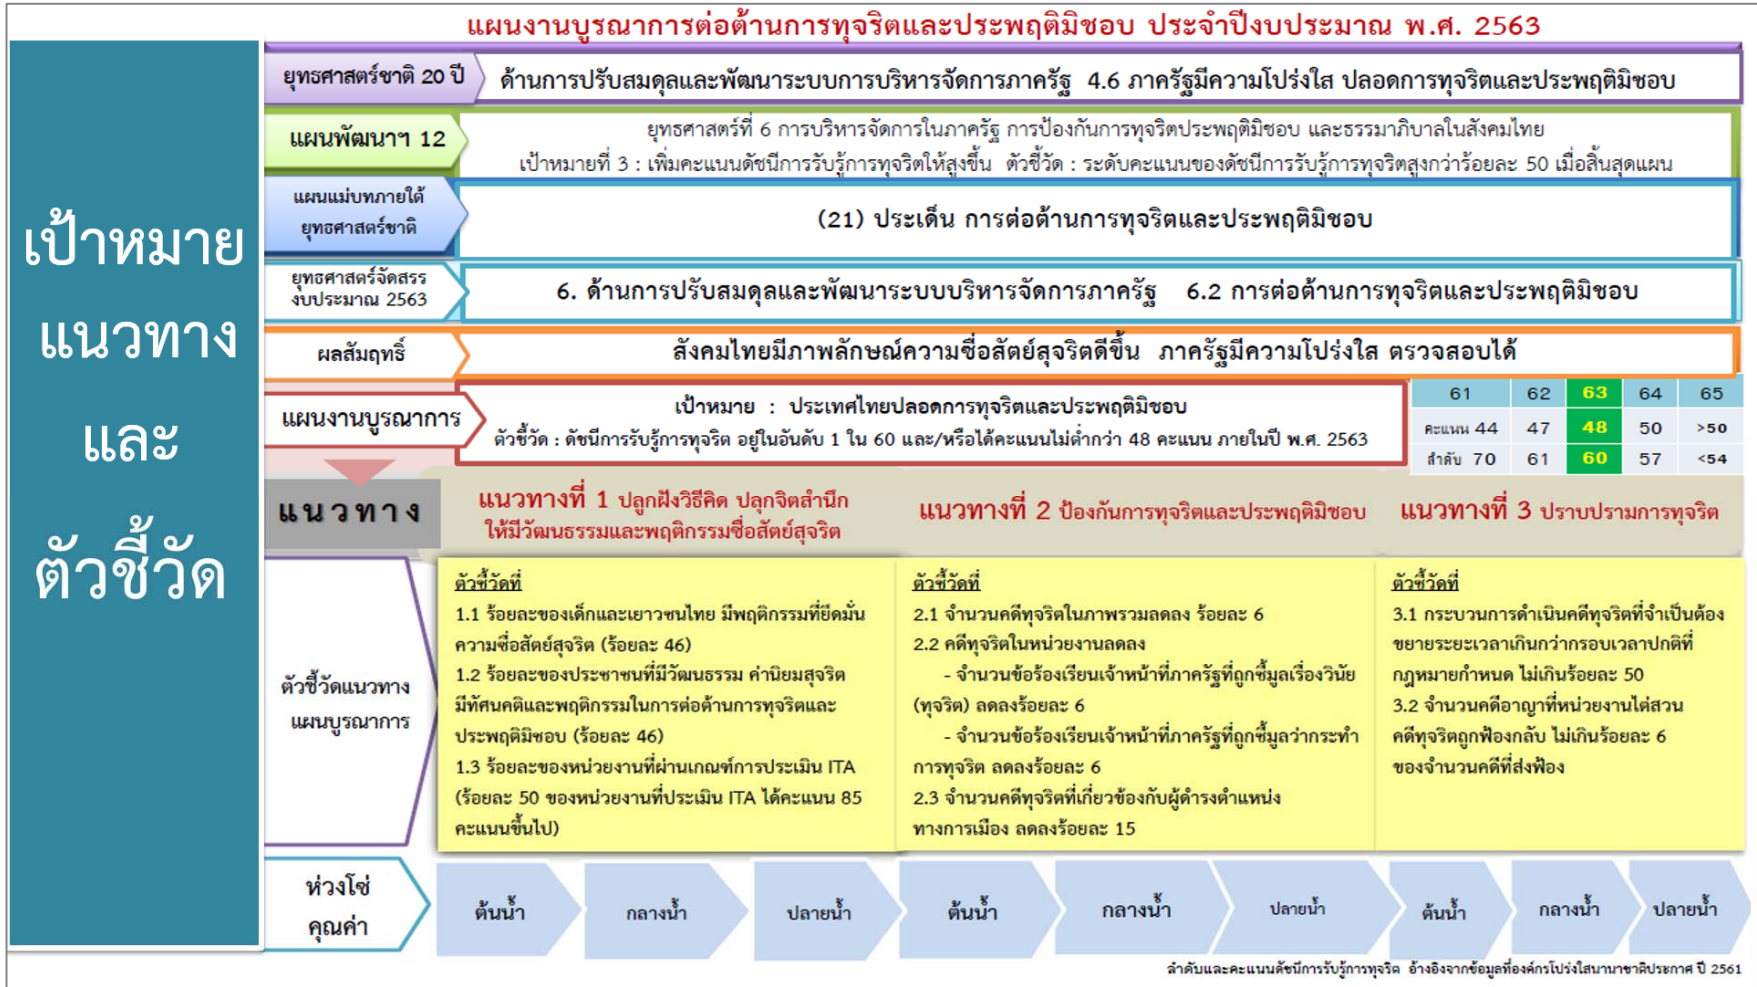 แผนงานบูรณาการต่อต้านการทุจริตและประพฤติมิชอบ ประจำปีงบประมาณ พ.ศ. 2563
เป้าหมาย
แนวทาง
และ
ตัวชี้วัด
ยุทธศาสตร์ชาติ 20 ปี
ด้านการปรับสมดุลและพัฒนาระบบการบริหารจัดการภาครัฐ 4.6 ภาครัฐมีความโปร่งใส ปลอดการทุจริตและประพฤติมิชอบ
แผนพัฒนาฯ 12
ยุทธศาสตร์ที่ 6 การบริหารจัดการในภาครัฐ การป้องกันการทุจริตประพฤติมิชอบ และธรรมาภิบาลในสังคมไทย
เป้าหมายที่ 3 : เพิ่มคะแนนดัชนีการรับรู้การทุจริตให้สูงขึ้น ตัวชี้วัด : ระดับคะแนนของดัชนีการรับรู้การทุจริตสูงกว่าร้อยละ 50 เมื่อสิ้นสุดแผน
แผนแม่บทภายใต้
ยุทธศาสตร์ชาติ
(21) ประเด็น การต่อต้านการทุจริตและประพฤติมิชอบ
ยุทธศาสตร์จัดสรร
งบประมาณ 2563
6. ด้านการปรับสมดุลและพัฒนาระบบบริหารจัดการภาครัฐ 6.2 การต่อต้านการทุจริตและประพฤติมิชอบ
ผลสัมฤทธิ์
สังคมไทยมีภาพลักษณ์ความซื่อสัตย์สุจริตดีขึ้น ภาครัฐมีความโปร่งใส ตรวจสอบได้
แผนงานบูรณาการ
เป้าหมาย : ประเทศไทยปลอดการทุจริตและประพฤติมิชอบ
ตัวชี้วัด : ดัชนีการรับรู้การทุจริต อยู่ในอันดับ 1 ใน 60 และ/หรือได้คะแนนไม่ต่ำกว่า 48 คะแนน ภายในปี พ.ศ. 2563
61 62 63 64 65
คะแนน 44 47 48 50 >50
ลำดับ 70 61 60 57 <54
แนวทาง
แนวทางที่ 1 ปลูกฝังวิธีคิด ปลุกจิตสำนึก
ให้มีวัฒนธรรมและพฤติกรรมซื่อสัตย์สุจริต
แนวทางที่ 2 ป้องกันการทุจริตและประพฤติมิชอบ
แนวทางที่ 3 ปราบปรามการทุจริต
ตัวชี้วัดแนวทาง
แผนบูรณาการ
ตัวชี้วัดที่
1.1 ร้อยละของเด็กและเยาวชนไทย มีพฤติกรรมที่ยึดมั่น
ความซื่อสัตย์สุจริต (ร้อยละ 46)
1.2 ร้อยละของประชาชนที่มีวัฒนธรรม ค่านิยมสุจริต
มีทัศนคติและพฤติกรรมในการต่อต้านการทุจริตและ
ประพฤติมิชอบ (ร้อยละ 46)
1.3 ร้อยละของหน่วยงานที่ผ่านเกณฑ์การประเมิน ITA
(ร้อยละ 50 ของหน่วยงานที่ประเมิน ITA ได้คะแนน 85
คะแนนขึ้นไป)
ตัวชี้วัดที่
2.1 จำนวนคดีทุจริตในภาพรวมลดลง ร้อยละ 6
2.2 คดีทุจริตในหน่วยงานลดลง
- จำนวนข้อร้องเรียนเจ้าหน้าที่ภาครัฐที่ถูกชี้มูลเรื่องวินัย
(ทุจริต) ลดลงร้อยละ 6
- จำนวนข้อร้องเรียนเจ้าหน้าที่ภาครัฐที่ถูกชี้มูลว่ากระทำ
การทุจริต ลดลงร้อยละ 6
2.3 จำนวนคดีทุจริตที่เกี่ยวข้องกับผู้ดำรงตำแหน่ง
ทางการเมือง ลดลงร้อยละ 15
ตัวชี้วัดที่
3.1 กระบวนการดำเนินคดีทุจริตที่จำเป็นต้อง
ขยายระยะเวลาเกินกว่ากรอบเวลาปกติที่
กฎหมายกำหนด ไม่เกินร้อยละ 50
3.2 จำนวนคดีอาญาที่หน่วยงานไต่สวน
คดีทุจริตถูกฟ้องกลับ ไม่เกินร้อยละ 6
ของจำนวนคดีที่ส่งฟ้อง
ห่วงโซ่
คุณค่า
ต้นน้ำ กลางน้ำ ปลายน้ำ ต้นน้ำ กลางน้ำ ปลายน้ำ ต้นน้ำ กลางน้ำ ปลายน้ำ
ลำดับและคะแนนดัชนีการรับรู้การทุจริต อ้างอิงจากข้อมูลที่องค์กรโปร่งใสนานาชาติประกาศ ปี 2561